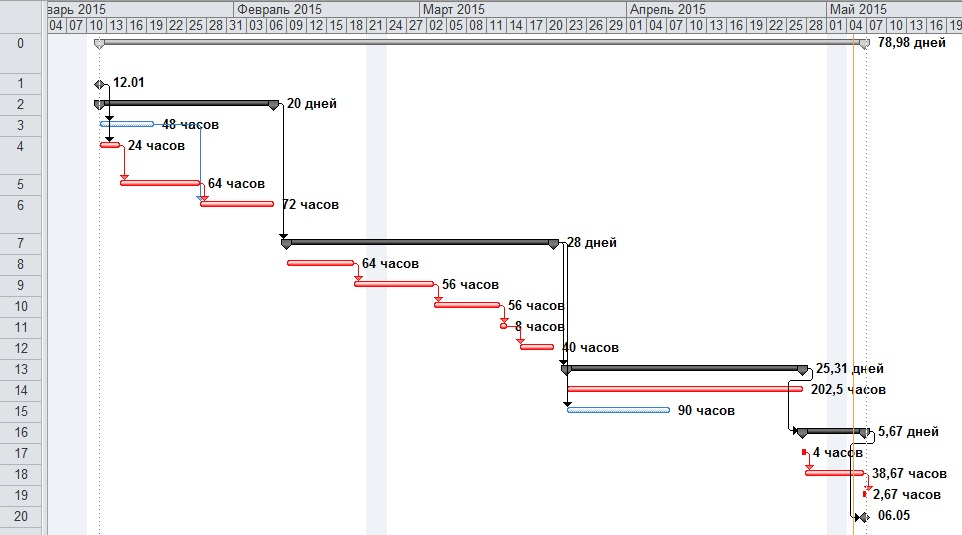 варь 2015 Февраль 2015 Март 2015 Апрель 2015 Май 2015
04 07 10 13 16 19 22 25 28 31 03 06 09 12 15 18 21 24 27 02 05 08 11 14 17 20 23 26 29 01 04 07 10 13 16 19 22 25 28 01 04 07 10 13 16 19
0 78,98 дней
1 12.01
2 20 дней
3 48 часов
4 24 часов
5 64 часов
6 72 часов
7 28 дней
8 64 часов
9 56 часов
10 56 часов
11 8 часов
12 40 часов
13 25,31 дней
14 202,5 часов
15 90 часов
16 5,67 дней
17 4 часов
18 38,67 часов
19 2,67 часов
20 06.05